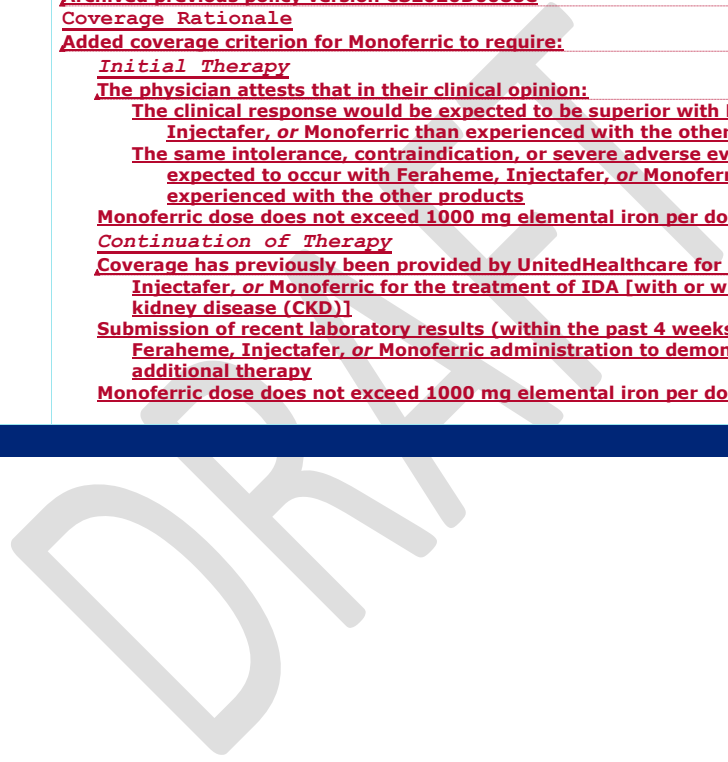 Coverage Rationale
Added coverage criterion for Monoferric to require:
Initial Therapy
The physician attests that in their clinical opinion:
The clinical response would be expected to be superior with
Injectafer, or Monoferric than experienced with the other
The same intolerance, contraindication, or severe adverse
expected to occur with Feraheme, Injectafer, or
experienced with the other products
Monoferric dose does not exceed 1000 mg elemental iron per
Continuation of Therapy
Coverage has previously been provided by UnitedHealthcare for
Injectafer, or Monoferric for the treatment of IDA [with or
kidney disease (CKD)]
Submission of recent laboratory results (within the past 4 weeks
Feraheme, Injectafer, or Monoferric administration to
additional therapy
Monoferric dose does not exceed 1000 mg elemental iron per
DRAFT